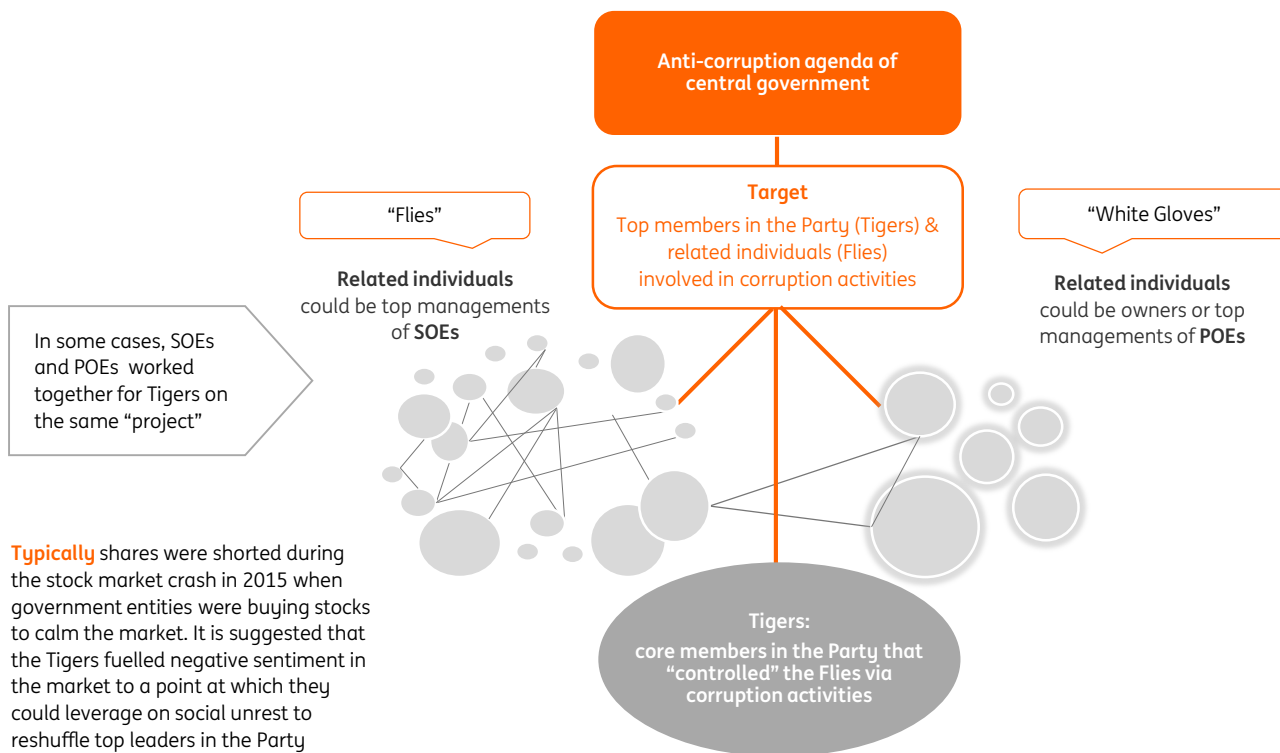 Anti-corruption agenda of
central government
Target
Top members in the Party (Tigers) &
related individuals (Flies)
involved in corruption activities
“Flies”
Related individuals
could be top managements
of SOEs
“White Gloves”
Related individuals
could be owners or top
managements of POEs
In some cases, SOEs
and POEs worked
together for Tigers on
the same “project”
Typically shares were shorted during
the stock market crash in 2015 when
government entities were buying stocks
to calm the market. It is suggested that
the Tigers fuelled negative sentiment in
the market to a point at which they
could leverage on social unrest to
reshuffle top leaders in the Party
Tigers:
core members in the Party that
“controlled” the Flies via
corruption activities